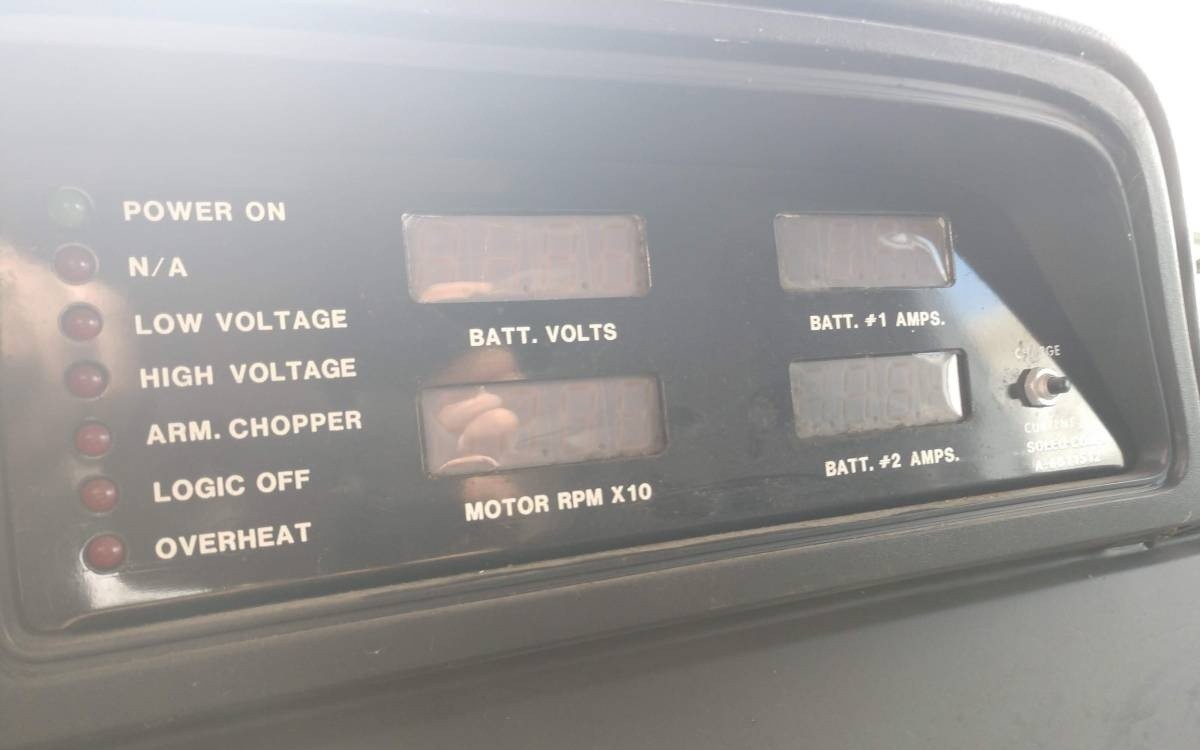 POWER ON
N/A
LOW VOLTAGE
HIGH VOLTAGE
ARM. CHOPPER
LOGIC OFF
OVERHEAT
BATT. VOLTS
MOTOR RPM X10
BATT. #1 AMPS.
BATT. #2 AMPS.
SOLEQ